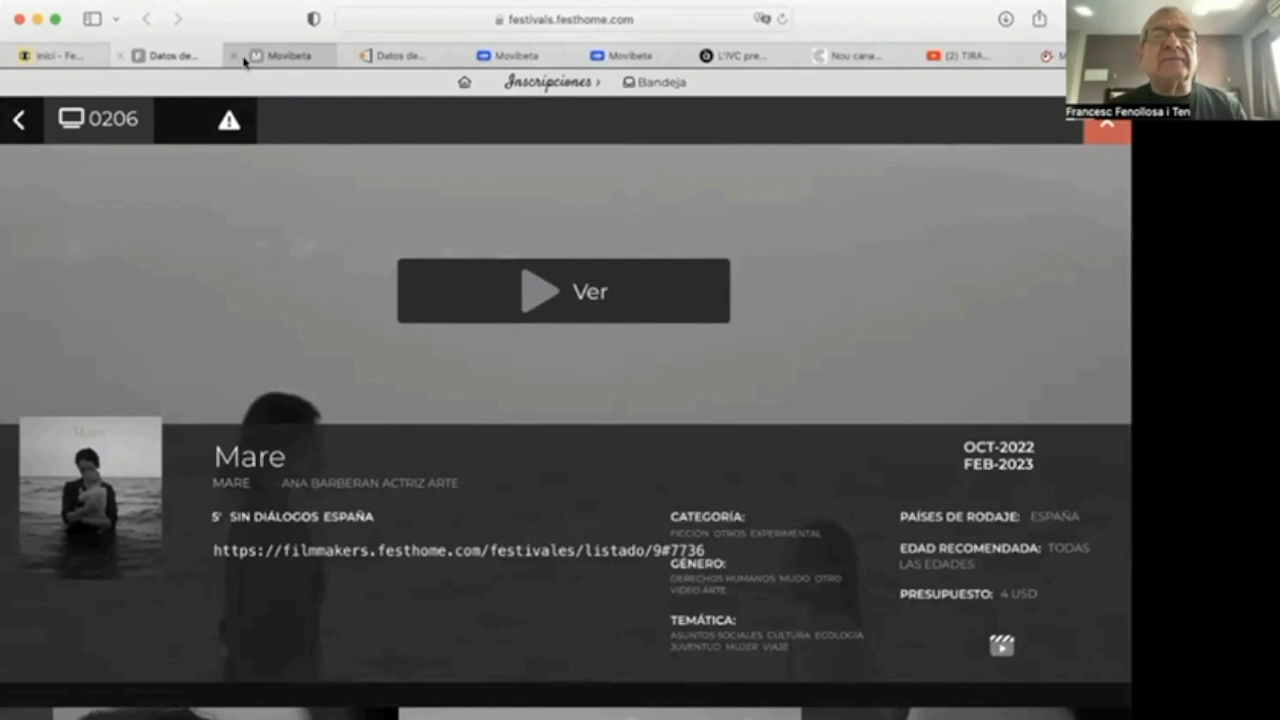 festivals.festhome.com
Inici - Fe...
Datos de...
Movibeta
Datos de...
Movibeta
Movibeta
L'IVC pre...
Nou cana...
(2) TIRA...
M
Inscripciones ›
Bandeja
0206
Francesc Fenollosa i Ten
Ver
Mare
Mare
MARE ANA BARBERAN ACTRIZ ARTE
OCT-2022
FEB-2023
5' SIN DIÁLOGOS ESPAÑA
https://filmmakers.festhome.com/festivales/listado/9#7736
CATEGORÍA:
FICCIÓN OTROS EXPERIMENTAL
GÉNERO:
DERECHOS HUMANOS MUDO OTRO
VIDEO ARTE
TEMÁTICA:
ASUNTOS SOCIALES CULTURA ECOLOGÍA
JUVENTUD MUJER VIAJE
PAÍSES DE RODAJE: ESPAÑA
EDAD RECOMENDADA: TODAS
LAS EDADES
PRESUPUESTO: 4 USD